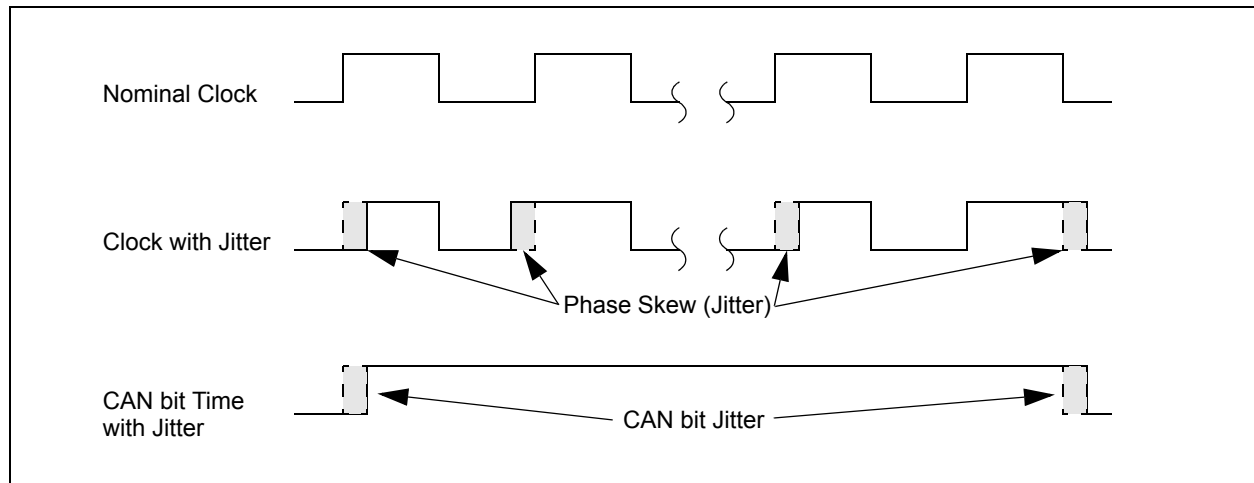 Nominal Clock
Clock with Jitter
Phase Skew (Jitter)
CAN bit Time
with Jitter
CAN bit Jitter